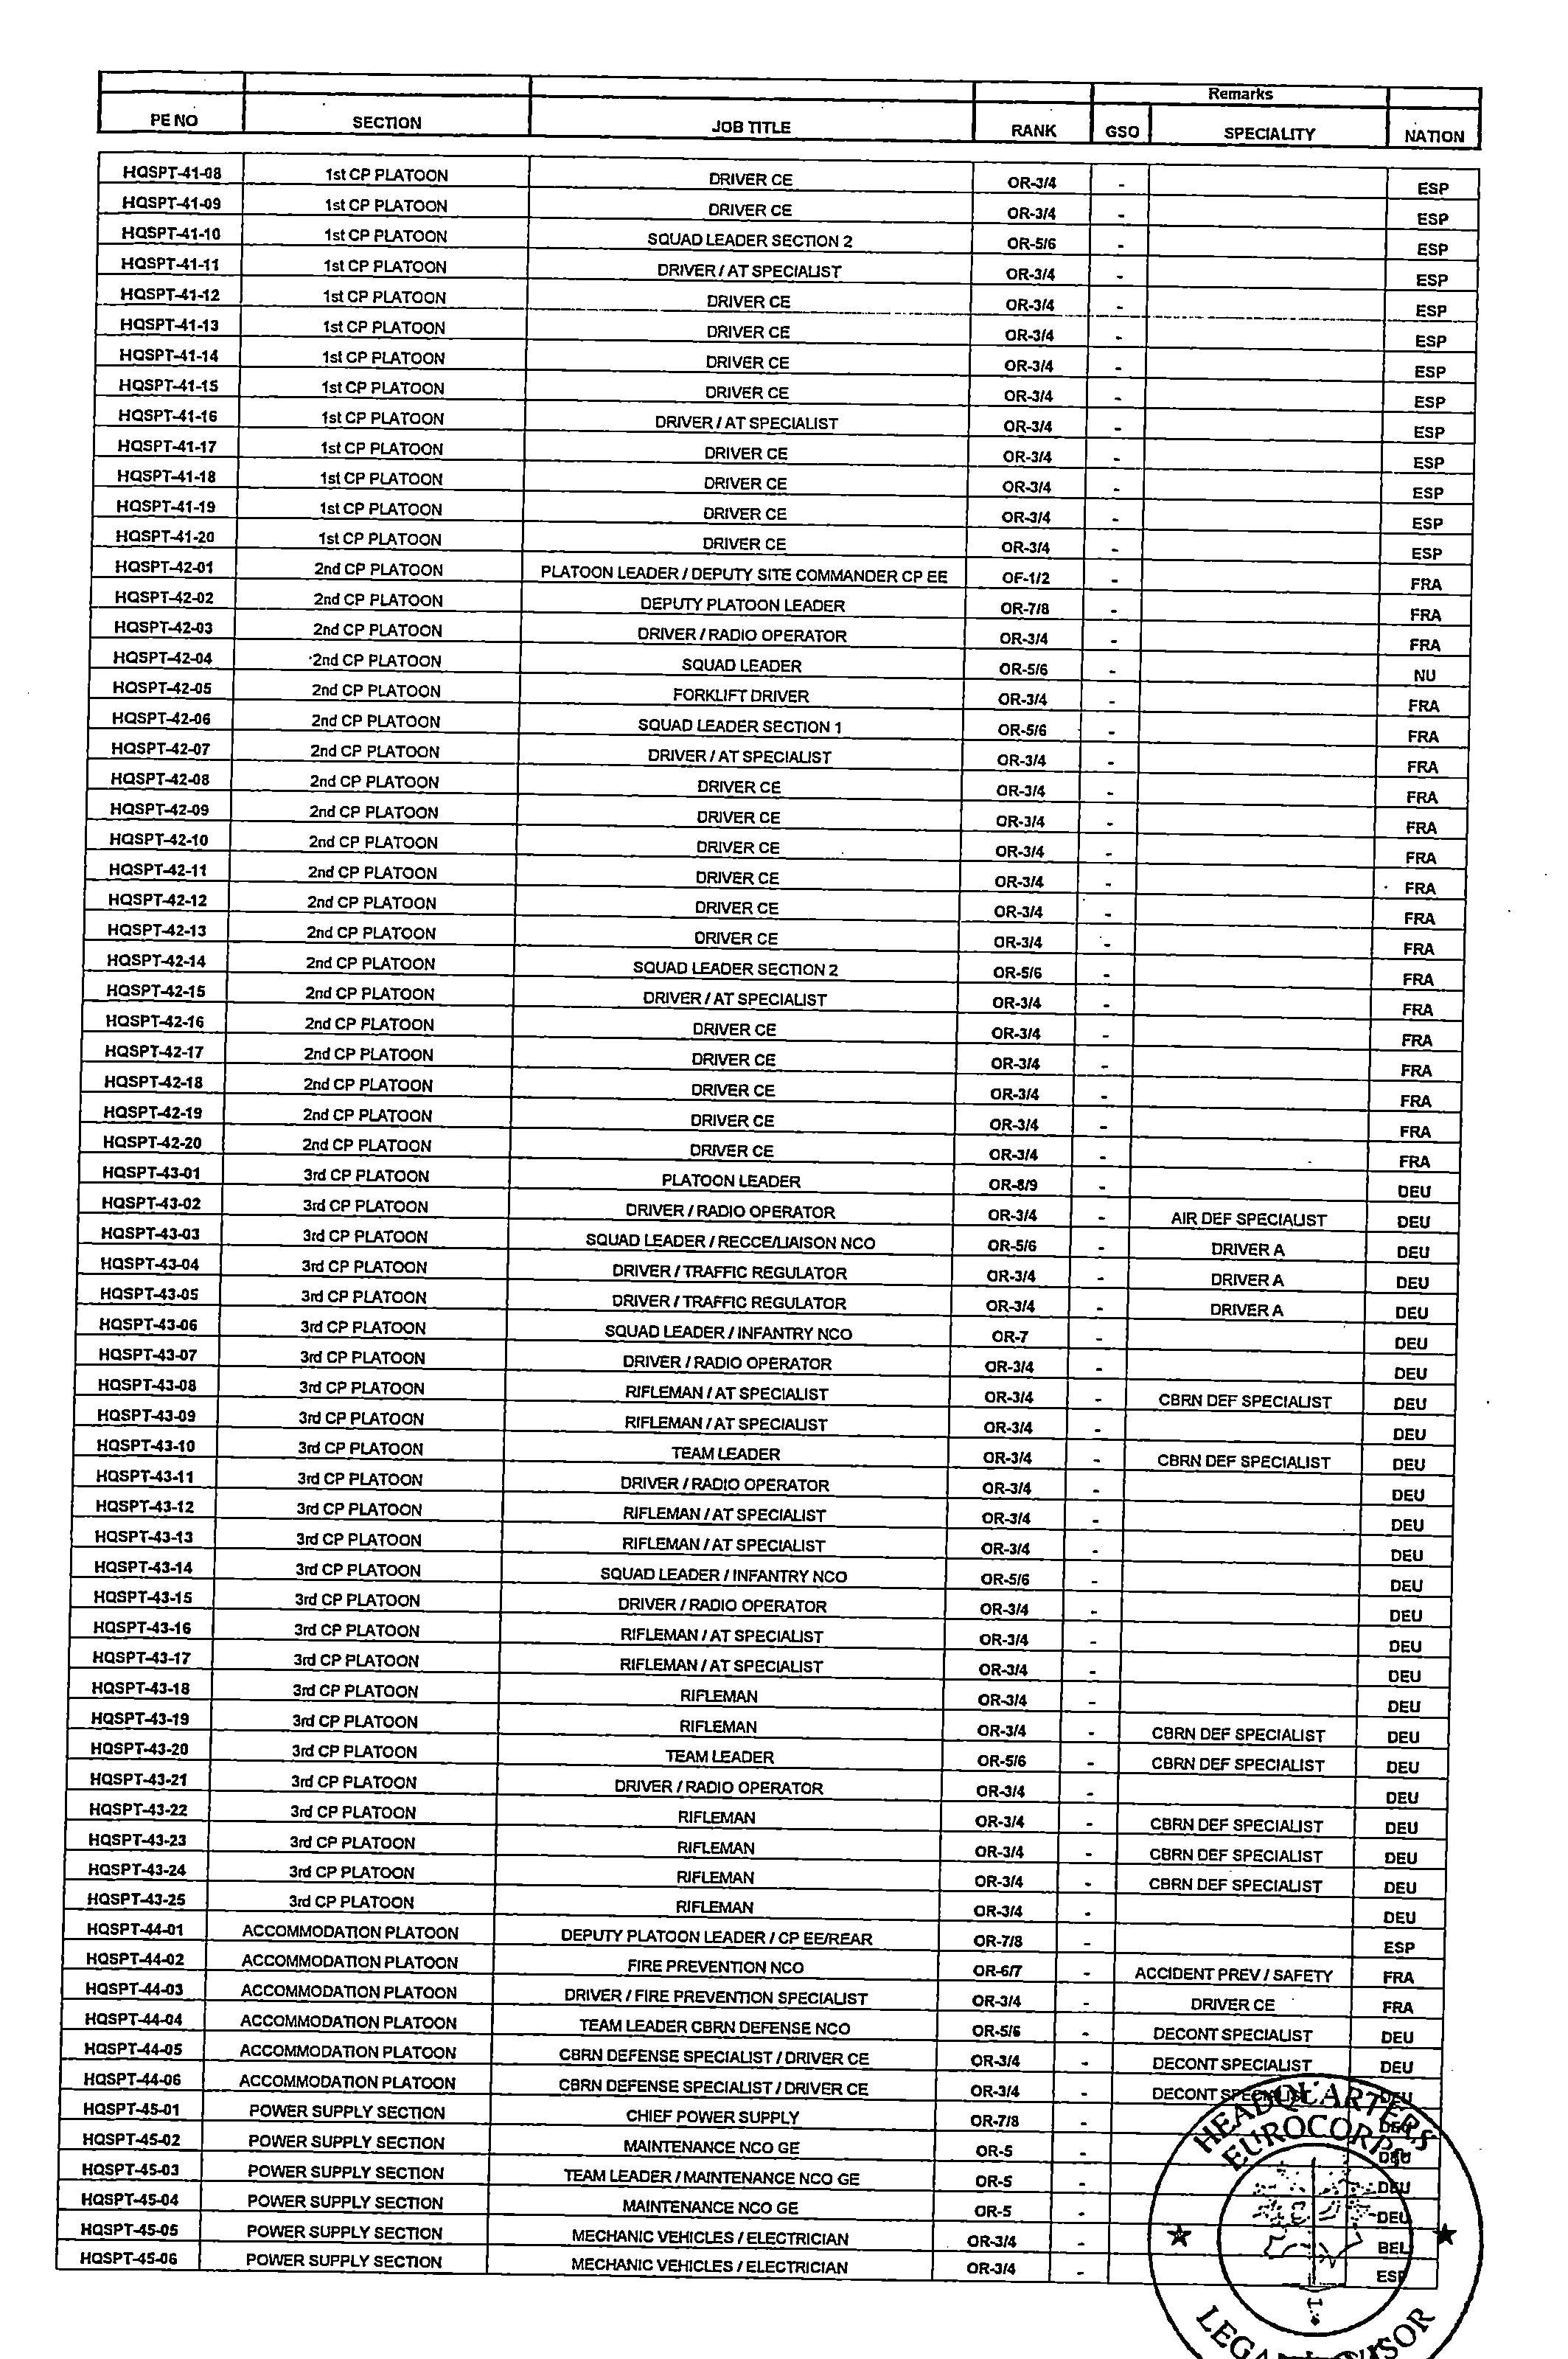 Remarks
PE NO SECTION JOB TITLE RANK GSO SPECIALITY NATION
HQSPT-41-08 1st CP PLATOON DRIVER CE OR-3/4 - ESP
HQSPT-41-09 1st CP PLATOON DRIVER CE OR-3/4 - ESP
HQSPT-41-10 1st CP PLATOON SQUAD LEADER SECTION 2 OR-5/6 - ESP
HQSPT-41-11 1st CP PLATOON DRIVER / AT SPECIALIST OR-3/4 - ESP
HQSPT-41-12 1st CP PLATOON DRIVER CE OR-3/4 - ESP
HQSPT-41-13 1st CP PLATOON DRIVER CE OR-3/4 - ESP
HQSPT-41-14 1st CP PLATOON DRIVER CE OR-3/4 - ESP
HQSPT-41-15 1st CP PLATOON DRIVER CE OR-3/4 - ESP
HQSPT-41-16 1st CP PLATOON DRIVER / AT SPECIALIST OR-3/4 - ESP
HQSPT-41-17 1st CP PLATOON DRIVER CE OR-3/4 - ESP
HQSPT-41-18 1st CP PLATOON DRIVER CE OR-3/4 - ESP
HQSPT-41-19 1st CP PLATOON DRIVER CE OR-3/4 - ESP
HQSPT-41-20 1st CP PLATOON DRIVER CE OR-3/4 - ESP
HQSPT-42-01 2nd CP PLATOON PLATOON LEADER / DEPUTY SITE COMMANDER CP EE OF-1/2 - FRA
HQSPT-42-02 2nd CP PLATOON DEPUTY PLATOON LEADER OR-7/8 - FRA
HQSPT-42-03 2nd CP PLATOON DRIVER / RADIO OPERATOR OR-3/4 - FRA
HQSPT-42-04 2nd CP PLATOON SQUAD LEADER OR-5/6 - NU
HQSPT-42-05 2nd CP PLATOON FORKLIFT DRIVER OR-3/4 - FRA
HQSPT-42-06 2nd CP PLATOON SQUAD LEADER SECTION 1 OR-5/6 - FRA
HQSPT-42-07 2nd CP PLATOON DRIVER / AT SPECIALIST OR-3/4 - FRA
HQSPT-42-08 2nd CP PLATOON DRIVER CE OR-3/4 - FRA
HQSPT-42-09 2nd CP PLATOON DRIVER CE OR-3/4 - FRA
HQSPT-42-10 2nd CP PLATOON DRIVER CE OR-3/4 - FRA
HQSPT-42-11 2nd CP PLATOON DRIVER CE OR-3/4 - FRA
HQSPT-42-12 2nd CP PLATOON DRIVER CE OR-3/4 - FRA
HQSPT-42-13 2nd CP PLATOON DRIVER CE OR-3/4 - FRA
HQSPT-42-14 2nd CP PLATOON SQUAD LEADER SECTION 2 OR-5/6 - FRA
HQSPT-42-15 2nd CP PLATOON DRIVER / AT SPECIALIST OR-3/4 - FRA
HQSPT-42-16 2nd CP PLATOON DRIVER CE OR-3/4 - FRA
HQSPT-42-17 2nd CP PLATOON DRIVER CE OR-3/4 - FRA
HQSPT-42-18 2nd CP PLATOON DRIVER CE OR-3/4 - FRA
HQSPT-42-19 2nd CP PLATOON DRIVER CE OR-3/4 - FRA
HQSPT-42-20 2nd CP PLATOON DRIVER CE OR-3/4 - FRA
HQSPT-43-01 3rd CP PLATOON PLATOON LEADER OR-8/9 - DEU
HQSPT-43-02 3rd CP PLATOON DRIVER / RADIO OPERATOR OR-3/4 - AIR DEF SPECIALIST DEU
HQSPT-43-03 3rd CP PLATOON SQUAD LEADER / RECCE/LIAISON NCO OR-5/6 - DRIVER A DEU
HQSPT-43-04 3rd CP PLATOON DRIVER / TRAFFIC REGULATOR OR-3/4 - DRIVER A DEU
HQSPT-43-05 3rd CP PLATOON DRIVER / TRAFFIC REGULATOR OR-3/4 - DRIVER A DEU
HQSPT-43-06 3rd CP PLATOON SQUAD LEADER / INFANTRY NCO OR-7 - DEU
HQSPT-43-07 3rd CP PLATOON DRIVER / RADIO OPERATOR OR-3/4 - DEU
HQSPT-43-08 3rd CP PLATOON RIFLEMAN / AT SPECIALIST OR-3/4 - CBRN DEF SPECIALIST DEU
HQSPT-43-09 3rd CP PLATOON RIFLEMAN / AT SPECIALIST OR-3/4 - DEU
HQSPT-43-10 3rd CP PLATOON TEAM LEADER OR-3/4 - CBRN DEF SPECIALIST DEU
HQSPT-43-11 3rd CP PLATOON DRIVER / RADIO OPERATOR OR-3/4 - DEU
HQSPT-43-12 3rd CP PLATOON RIFLEMAN / AT SPECIALIST OR-3/4 - DEU
HQSPT-43-13 3rd CP PLATOON RIFLEMAN / AT SPECIALIST OR-3/4 - DEU
HQSPT-43-14 3rd CP PLATOON SQUAD LEADER / INFANTRY NCO OR-5/6 - DEU
HQSPT-43-15 3rd CP PLATOON DRIVER / RADIO OPERATOR OR-3/4 - DEU
HQSPT-43-16 3rd CP PLATOON RIFLEMAN / AT SPECIALIST OR-3/4 - DEU
HQSPT-43-17 3rd CP PLATOON RIFLEMAN / AT SPECIALIST OR-3/4 - DEU
HQSPT-43-18 3rd CP PLATOON RIFLEMAN OR-3/4 - DEU
HQSPT-43-19 3rd CP PLATOON RIFLEMAN OR-3/4 - CBRN DEF SPECIALIST DEU
HQSPT-43-20 3rd CP PLATOON TEAM LEADER OR-5/6 - CBRN DEF SPECIALIST DEU
HQSPT-43-21 3rd CP PLATOON DRIVER / RADIO OPERATOR OR-3/4 - DEU
HQSPT-43-22 3rd CP PLATOON RIFLEMAN OR-3/4 - CBRN DEF SPECIALIST DEU
HQSPT-43-23 3rd CP PLATOON RIFLEMAN OR-3/4 - CBRN DEF SPECIALIST DEU
HQSPT-43-24 3rd CP PLATOON RIFLEMAN OR-3/4 - CBRN DEF SPECIALIST DEU
HQSPT-43-25 3rd CP PLATOON RIFLEMAN OR-3/4 - DEU
HQSPT-44-01 ACCOMMODATION PLATOON DEPUTY PLATOON LEADER / CP EE/REAR OR-7/8 - ESP
HQSPT-44-02 ACCOMMODATION PLATOON FIRE PREVENTION NCO OR-6/7 - ACCIDENT PREV / SAFETY FRA
HQSPT-44-03 ACCOMMODATION PLATOON DRIVER / FIRE PREVENTION SPECIALIST OR-3/4 - DRIVER CE FRA
HQSPT-44-04 ACCOMMODATION PLATOON TEAM LEADER CBRN DEFENSE NCO OR-5/6 - DECONT SPECIALIST DEU
HQSPT-44-05 ACCOMMODATION PLATOON CBRN DEFENSE SPECIALIST / DRIVER CE OR-3/4 - DECONT SPECIALIST DEU
HQSPT-44-06 ACCOMMODATION PLATOON CBRN DEFENSE SPECIALIST / DRIVER CE OR-3/4 - DECONT SPECIALIST DEU
HQSPT-45-01 POWER SUPPLY SECTION CHIEF POWER SUPPLY OR-7/8 - DEU
HQSPT-45-02 POWER SUPPLY SECTION MAINTENANCE NCO GE OR-5 - DEU
HQSPT-45-03 POWER SUPPLY SECTION TEAM LEADER / MAINTENANCE NCO GE OR-5 - DEU
HQSPT-45-04 POWER SUPPLY SECTION MAINTENANCE NCO GE OR-5 - DEU
HQSPT-45-05 POWER SUPPLY SECTION MECHANIC VEHICLES / ELECTRICIAN OR-3/4 - BEL
HQSPT-45-06 POWER SUPPLY SECTION MECHANIC VEHICLES / ELECTRICIAN OR-3/4 - ESP
HEADQUARTERS
EUROCORPS